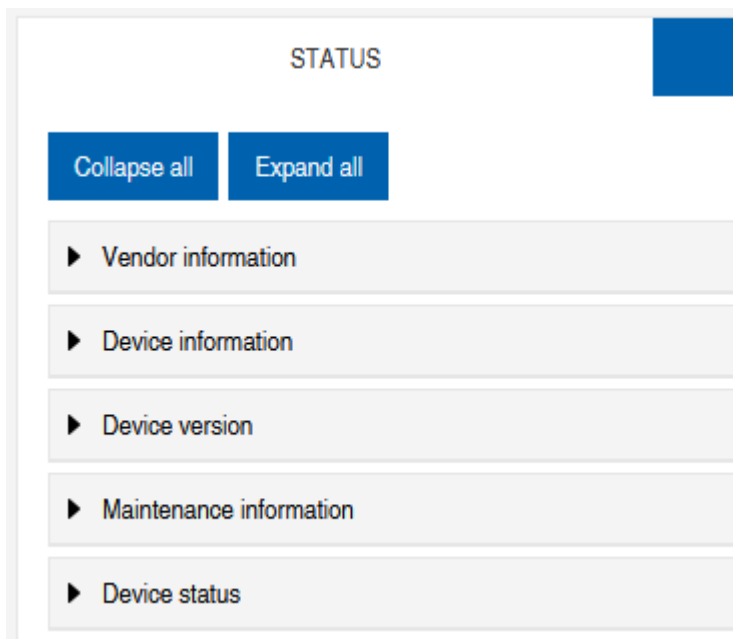 STATUS
Collapse all Expand all
Vendor information
Device information
Device version
Maintenance information
Device status